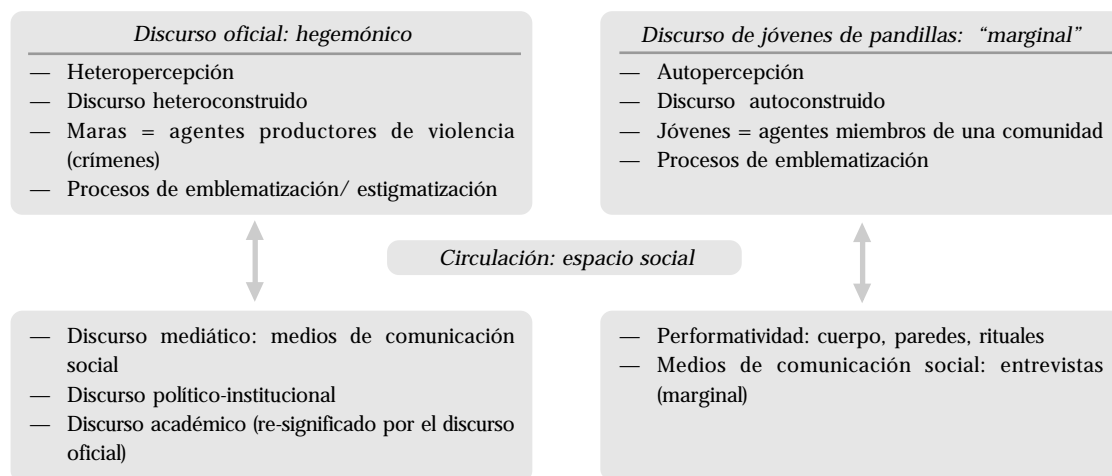 Discurso oficial: hegemónico
— Heteropercepción
— Discurso heteroconstruido
— Maras = agentes productores de violencia
(crímenes)
— Procesos de emblematización/ estigmatización
Discurso de jóvenes de pandillas: “marginal”
— Autopercepción
— Discurso autoconstruido
— Jóvenes = agentes miembros de una comunidad
— Procesos de emblematización
Circulación: espacio social
— Discurso mediático: medios de comunicación
social
— Discurso político-institucional
— Discurso académico (re-significado por el discurso
oficial)
— Performatividad: cuerpo, paredes, rituales
— Medios de comunicación social: entrevistas
(marginal)